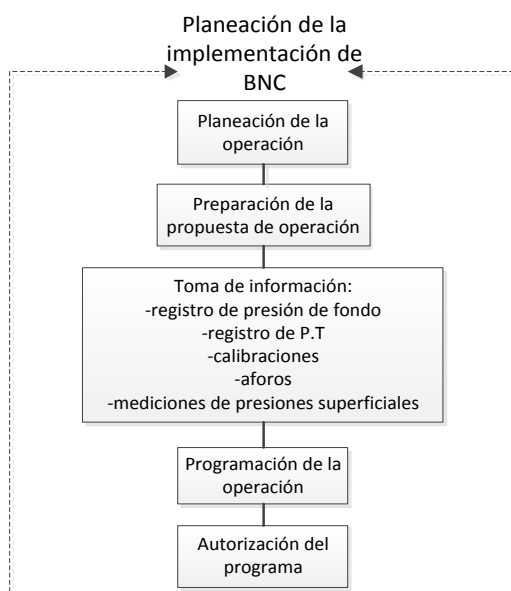 Planeación de la
implementación de
BNC
Planeación de la
operación
Preparación de la
propuesta de operación
Toma de información:
-registro de presión de fondo
-registro de P.T
-calibraciones
-aforos
-mediciones de presiones superficiales
Programación de la
operación
Autorización del
programa